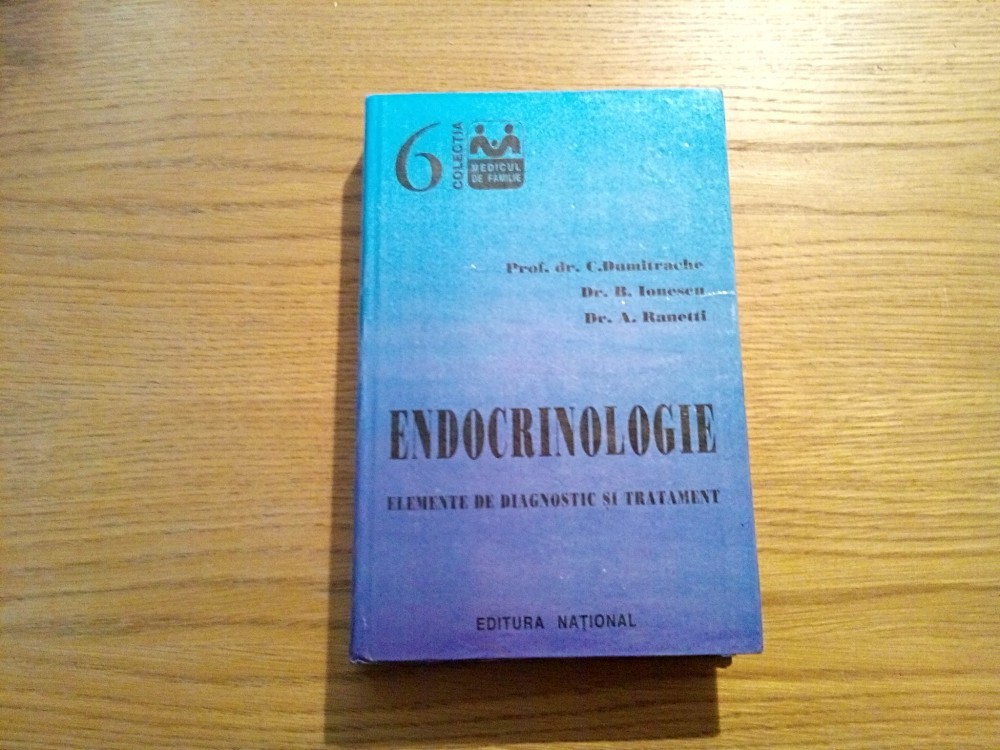 6
COLECTIA
MEDICUL
DE FAMILIE
Prof. dr. C.Dumitrache
Dr. B. Ionescu
Dr. A. Ranetti
ENDOCRINOLOGIE
ELEMENTE DE DIAGNOSTIC SI TRATAMENT
EDITURA NAȚIONAL